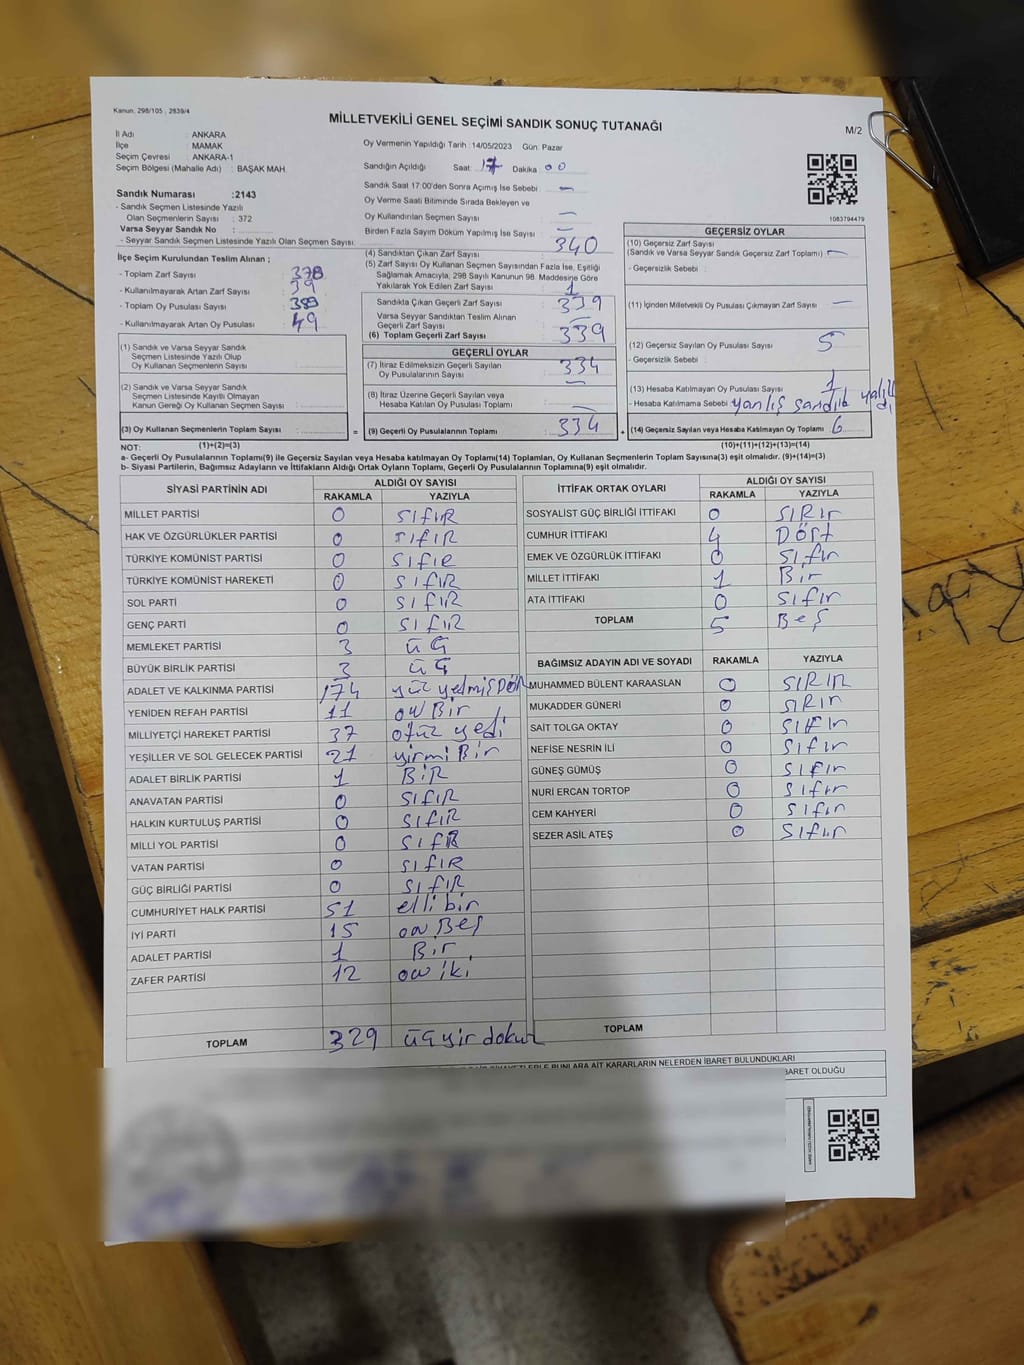 Kanun, 298/105 , 2839/4
MİLLETVEKİLİ GENEL SEÇİMİ SANDIK SONUÇ TUTANAĞI
M/2
İl Adı : ANKARA
İlçe : MAMAK
Seçim Çevresi : ANKARA-1
Seçim Bölgesi (Mahalle Adı) : BAŞAK MAH.
Sandık Numarası :2143
- Sandık Seçmen Listesinde Yazılı
Olan Seçmenlerin Sayısı : 372
Varsa Seyyar Sandık No :
- Seyyar Sandık Seçmen Listesinde Yazılı Olan Seçmen Sayısı:
İlçe Seçim Kurulundan Teslim Alınan ;
- Toplam Zarf Sayısı : 378
- Kullanılmayarak Artan Zarf Sayısı : 39
- Toplam Oy Pusulası Sayısı :
- Kullanılmayarak Artan Oy Pusulası : 49
Oy Vermenin Yapıldığı Tarih :14/05/2023 Gün: Pazar
Sandığın Açıldığı Saat: 17 Dakika: 00
Sandık Saat 17:00'den Sonra Açımış İse Sebebi : —
Oy Verme Saati Bitiminde Sırada Bekleyen ve
Oy Kullandırılan Seçmen Sayısı : —
Birden Fazla Sayım Döküm Yapılmış İse Sayısı : —
(4) Sandıktan Çıkan Zarf Sayısı : 340
(5) Zarf Sayısı Oy Kullanan Seçmen Sayısından Fazla İse, Eşitliği
Sağlamak Amacıyla, 298 Sayılı Kanunun 98. Maddesine Göre
Yakılarak Yok Edilen Zarf Sayısı : 1
Sandıkta Çıkan Geçerli Zarf Sayısı : 339
Varsa Seyyar Sandıktan Teslim Alınan
Geçerli Zarf Sayısı : —
(6) Toplam Geçerli Zarf Sayısı : 339
GEÇERSİZ OYLAR
1083794479
(10) Geçersiz Zarf Sayısı
(Sandık ve Varsa Seyyar Sandık Geçersiz Zarf Toplamı) : —
- Geçersizlik Sebebi :
(11) İçinden Milletvekili Oy Pusulası Çıkmayan Zarf Sayısı : —
(12) Geçersiz Sayılan Oy Pusulası Sayısı : 5
- Geçersizlik Sebebi :
(13) Hesaba Katılmayan Oy Pusulası Sayısı : 1
- Hesaba Katılmama Sebebi : yanlış sandık
(14) Geçersiz Sayılan veya Hesaba Katılmayan Oy Toplamı : 6
(10)+(11)+(12)+(13)=(14)
(1) Sandık ve Varsa Seyyar Sandık
Seçmen Listesinde Yazılı Olup
Oy Kullanan Seçmenlerin Sayısı :
(2) Sandık ve Varsa Seyyar Sandık
Seçmen Listesinde Kayıtlı Olmayan
Kanun Gereği Oy Kullanan Seçmen Sayısı :
(3) Oy Kullanan Seçmenlerin Toplam Sayısı :
(1)+(2)=(3)
GEÇERLİ OYLAR
(7) İtiraz Edilmeksizin Geçerli Sayılan
Oy Pusulalarının Sayısı : 334
(8) İtiraz Üzerine Geçerli Sayılan veya
Hesaba Katılan Oy Pusulası Toplamı : —
= (9) Geçerli Oy Pusulalarının Toplamı : 334 +
NOT:
a- Geçerli Oy Pusulalarının Toplamı(9) ile Geçersiz Sayılan veya Hesaba katılmayan Oy Toplamı(14) Toplamları, Oy Kullanan Seçmenlerin Toplam Sayısına(3) eşit olmalıdır. (9)+(14)=(3)
b- Siyasi Partilerin, Bağımsız Adayların ve İttifakların Aldığı Ortak Oyların Toplamı, Geçerli Oy Pusulalarının Toplamına(9) eşit olmalıdır.
SİYASİ PARTİNİN ADI ALDIĞI OY SAYISI
RAKAMLA YAZIYLA
MİLLET PARTİSİ 0 SIfIR
HAK VE ÖZGÜRLÜKLER PARTİSİ 0 SIfIR
TÜRKİYE KOMÜNİST PARTİSİ 0 SIfIR
TÜRKİYE KOMÜNİST HAREKETİ 0 SIfIR
SOL PARTİ 0 SIfIR
GENÇ PARTİ 0 SIfIR
MEMLEKET PARTİSİ 3 üÇ
BÜYÜK BİRLİK PARTİSİ 3 üÇ
ADALET VE KALKINMA PARTİSİ 174 yüz yetmişDört
YENİDEN REFAH PARTİSİ 11 on Bir
MİLLİYETÇİ HAREKET PARTİSİ 37 otuz yedi
YEŞİLLER VE SOL GELECEK PARTİSİ 21 yirmi Bir
ADALET BİRLİK PARTİSİ 1 BiR
ANAVATAN PARTİSİ 0 SIfIR
HALKIN KURTULUŞ PARTİSİ 0 SIfIR
MİLLİ YOL PARTİSİ 0 SIfIR
VATAN PARTİSİ 0 SIfIR
GÜÇ BİRLİĞİ PARTİSİ 0 SIfIR
CUMHURİYET HALK PARTİSİ 51 elli bir
İYİ PARTİ 15 on Beş
ADALET PARTİSİ 1 Bir
ZAFER PARTİSİ 12 on iki
TOPLAM 329 üçyir dokuz
İTTİFAK ORTAK OYLARI ALDIĞI OY SAYISI
RAKAMLA YAZIYLA
SOSYALİST GÜÇ BİRLİĞİ İTTİFAKI 0 SIfIr
CUMHUR İTTİFAKI 4 Dört
EMEK VE ÖZGÜRLÜK İTTİFAKI 0 Sıfır
MİLLET İTTİFAKI 1 Bir
ATA İTTİFAKI 0 Sıfır
TOPLAM 5 Beş
BAĞIMSIZ ADAYIN ADI VE SOYADI RAKAMLA YAZIYLA
MUHAMMED BÜLENT KARAASLAN 0 SIfIR
MUKADDER GÜNERİ 0 SIfIr
SAİT TOLGA OKTAY 0 SIfIr
NEFİSE NESRİN İLİ 0 Sıfır
GÜNEŞ GÜMÜŞ 0 SIfır
NURİ ERCAN TORTOP 0 Sıfır
CEM KAHYERİ 0 Sıfır
SEZER ASİL ATEŞ 0 Sıfır
TOPLAM
BUNLARA AİT KARARLARIN NELERDEN İBARET BULUNDUKLARI
BARET OLDUĞU